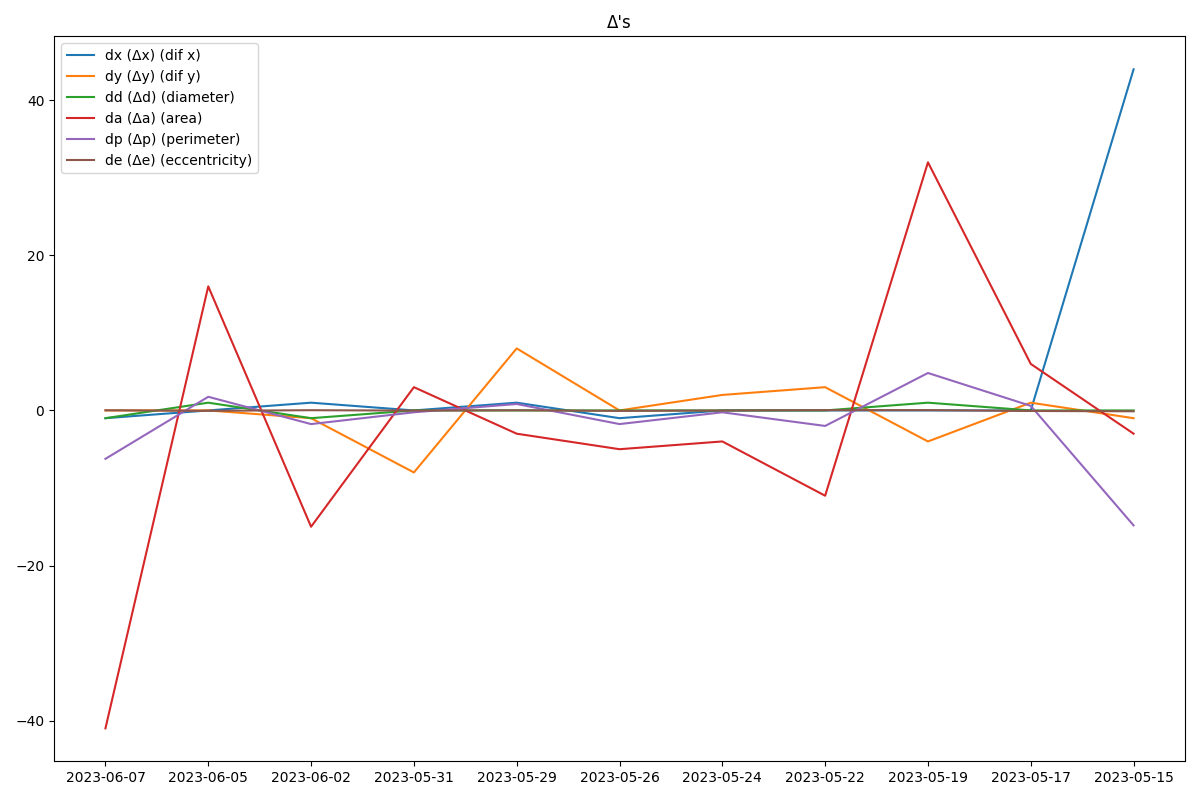 Δ's
dx (Δx) (dif x)
dy (Δy) (dif y)
dd (Δd) (diameter)
da (Δa) (area)
dp (Δp) (perimeter)
de (Δe) (eccentricity)
40
20
0
−20
−40
2023-06-07 2023-06-05 2023-06-02 2023-05-31 2023-05-29 2023-05-26 2023-05-24 2023-05-22 2023-05-19 2023-05-17 2023-05-15